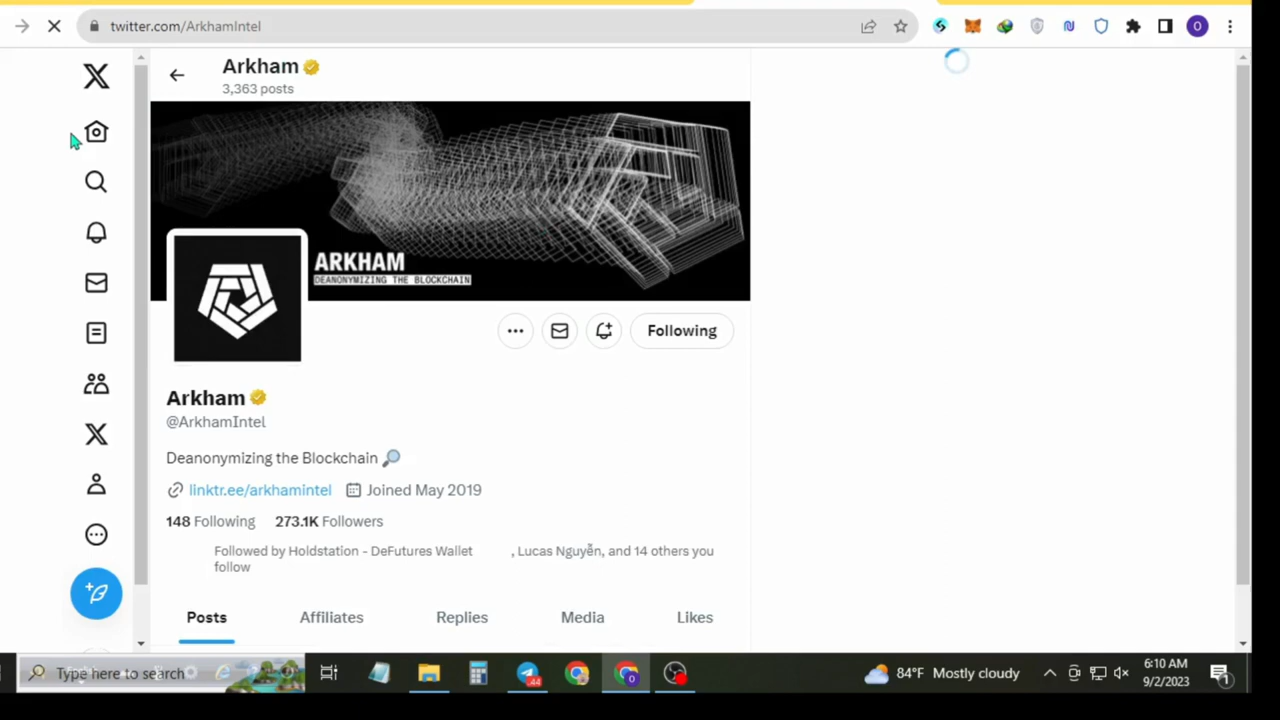 twitter.com/ArkhamIntel
O
Arkham
3,363 posts
ARKHAM
DEANONYMIZING THE BLOCKCHAIN
Following
Arkham
@ArkhamIntel
Deanonymizing the Blockchain
linktr.ee/arkhamintel Joined May 2019
148 Following 273.1K Followers
Followed by Holdstation - DeFutures Wallet , Lucas Nguyễn, and 14 others you
follow
Posts Affiliates Replies Media Likes
Type here to search
44
84°F Mostly cloudy
6:10 AM
9/2/2023
1